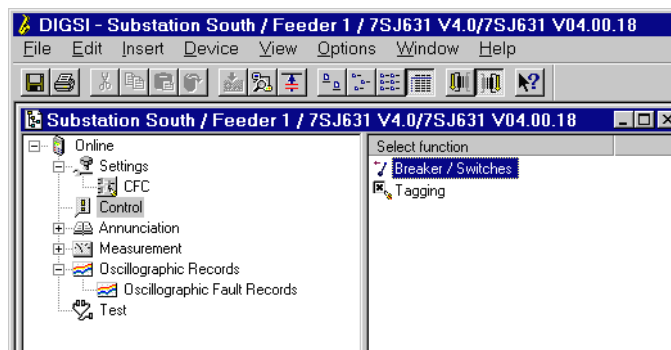 DIGSI - Substation South / Feeder 1 / 7SJ631 V4.0/7SJ631 V04.00.18
File Edit Insert Device View Options Window Help
Substation South / Feeder 1 / 7SJ631 V4.0/7SJ631 V04.00.18
Online
Settings
CFC
Control
Annunciation
Measurement
Oscillographic Records
Oscillographic Fault Records
Test
Select function
Breaker / Switches
Tagging